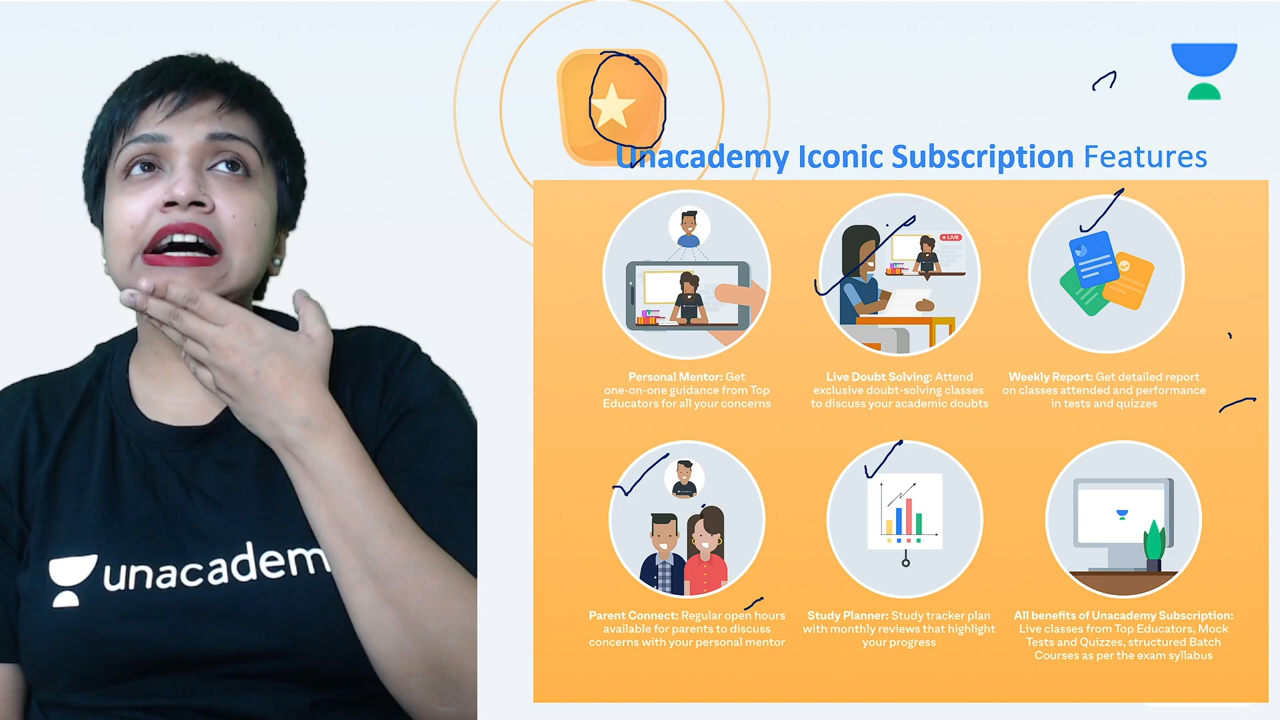 Unacademy Iconic Subscription Features
LIVE
Personal Mentor: Get
one-on-one guidance from Top
Educators for all your concerns
Live Doubt Solving: Attend
exclusive doubt-solving classes
to discuss your academic doubts
Weekly Report: Get detailed report
on classes attended and performance
in tests and quizzes
Parent Connect: Regular open hours
available for parents to discuss
concerns with your personal mentor
Study Planner: Study tracker plan
with monthly reviews that highlight
your progress
All benefits of Unacademy Subscription:
Live classes from Top Educators, Mock
Tests and Quizzes, structured Batch
Courses as per the exam syllabus
unacadem